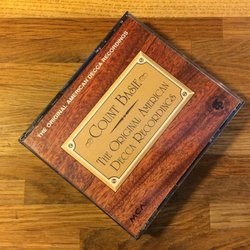 THE ORIGINAL AMERICAN DECCA RECORDINGS
COUNT BASIE
THE ORIGINAL AMERICAN
DECCA RECORDINGS
MCA